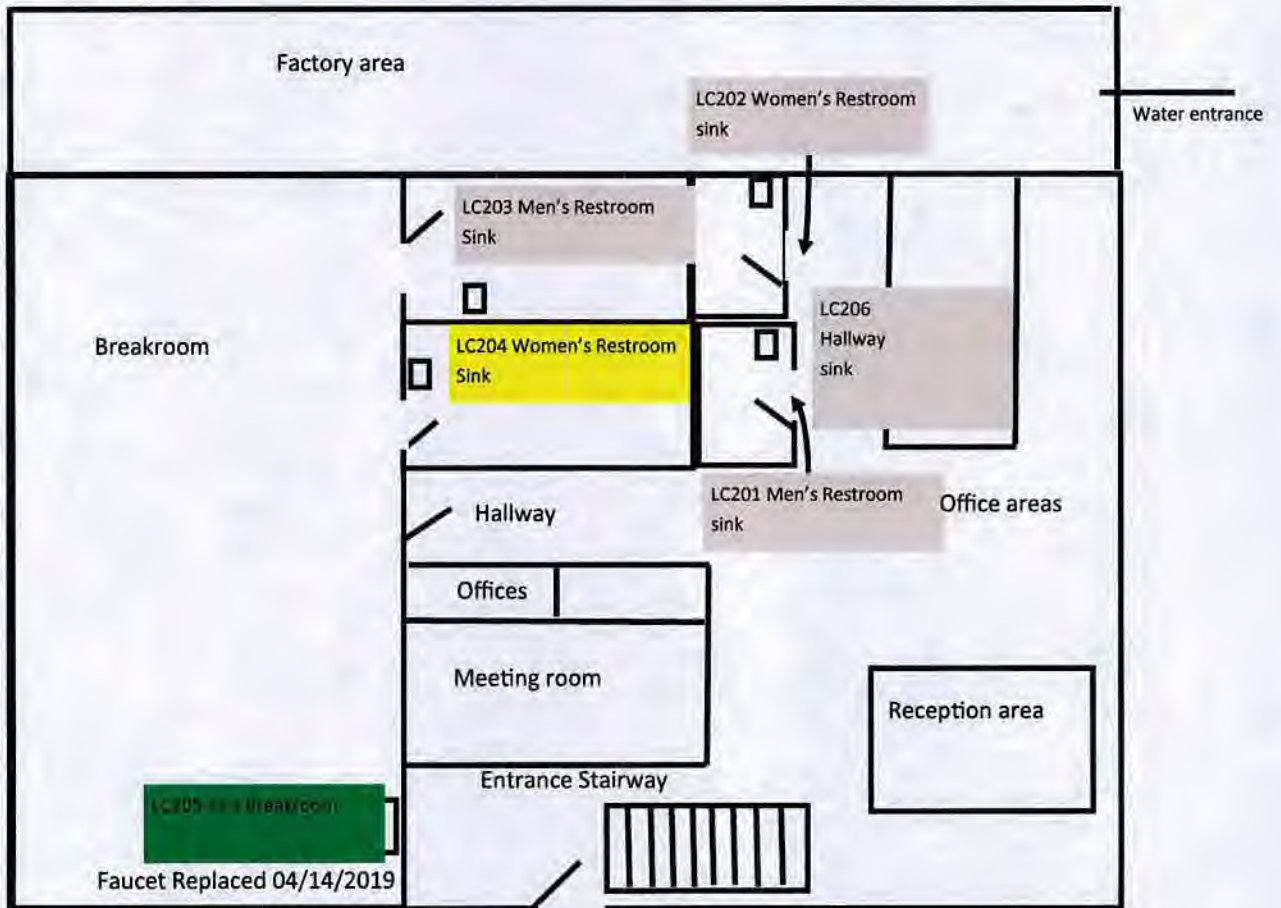 Factory area
LC202 Women's Restroom
sink
Water entrance
LC203 Men's Restroom
Sink
LC206
Hallway
sink
Breakroom
LC204 Women's Restroom
Sink
LC201 Men's Restroom
sink
Office areas
Hallway
Offices
Meeting room
Reception area
Entrance Stairway
LC205 Breakroom
Faucet Replaced 04/14/2019